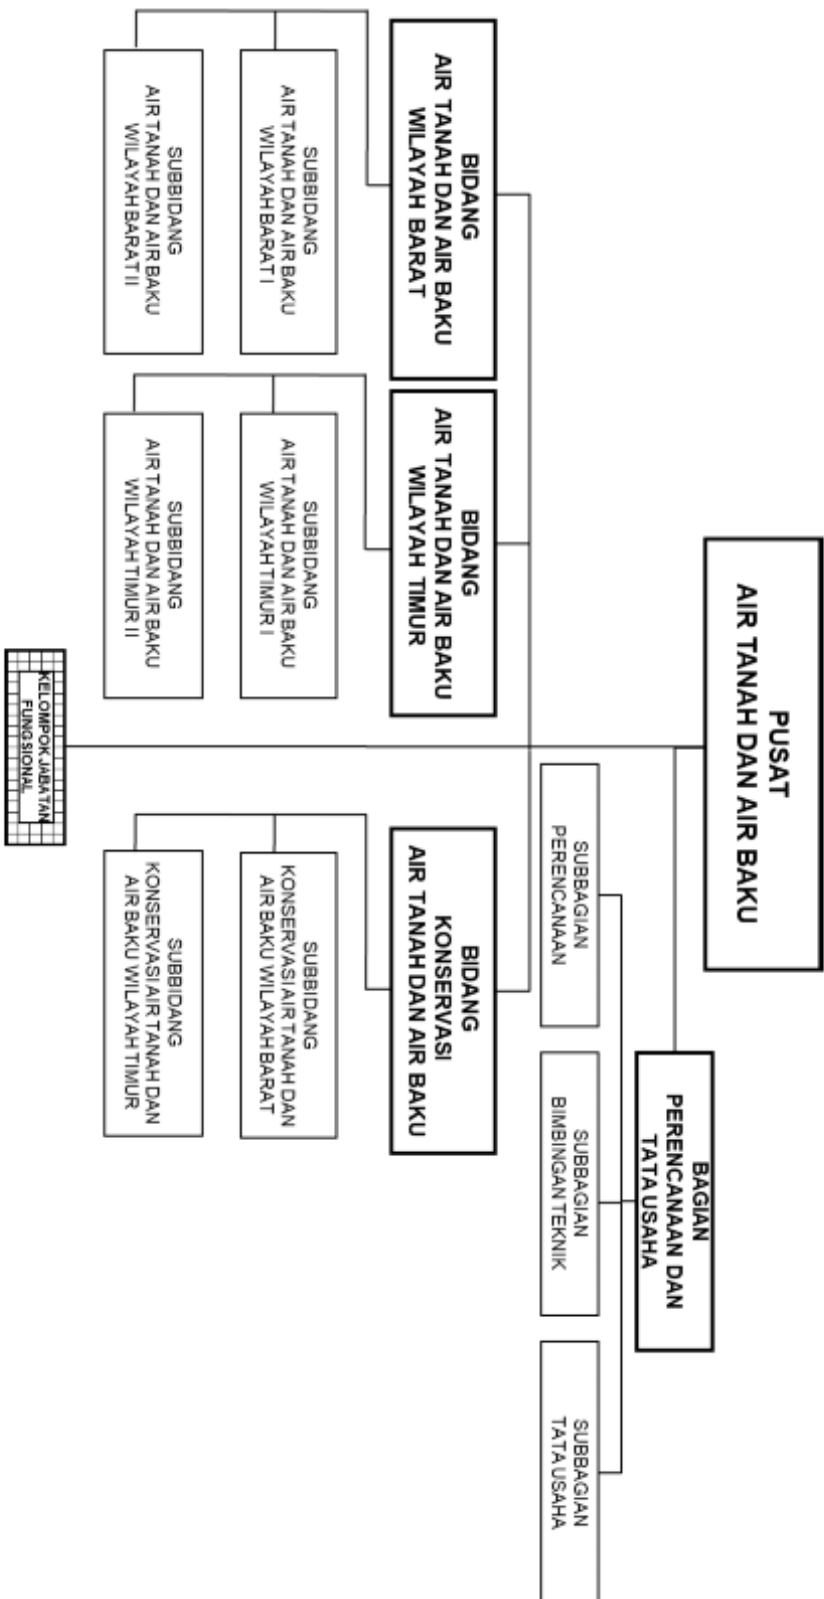 PUSAT
AIR TANAH DAN AIR BAKU
BAGIAN
PERENCANAAN DAN
TATA USAHA
SUBBAGIAN
PERENCANAAN
SUBBAGIAN
BIMBINGAN TEKNIK
SUBBAGIAN
TATA USAHA
BIDANG
AIR TANAH DAN AIR BAKU
WILAYAH BARAT
BIDANG
AIR TANAH DAN AIR BAKU
WILAYAH TIMUR
BIDANG
KONSERVASI
AIR TANAH DAN AIR BAKU
SUBBIDANG
AIR TANAH DAN AIR BAKU
WILAYAH BARAT I
SUBBIDANG
AIR TANAH DAN AIR BAKU
WILAYAH TIMUR I
SUBBIDANG
KONSERVASI AIR TANAH DAN
AIR BAKU WILAYAH BARAT
SUBBIDANG
AIR TANAH DAN AIR BAKU
WILAYAH BARAT II
SUBBIDANG
AIR TANAH DAN AIR BAKU
WILAYAH TIMUR II
SUBBIDANG
KONSERVASI AIR TANAH DAN
AIR BAKU WILAYAH TIMUR
KELOMPOK JABATAN
FUNGSIONAL